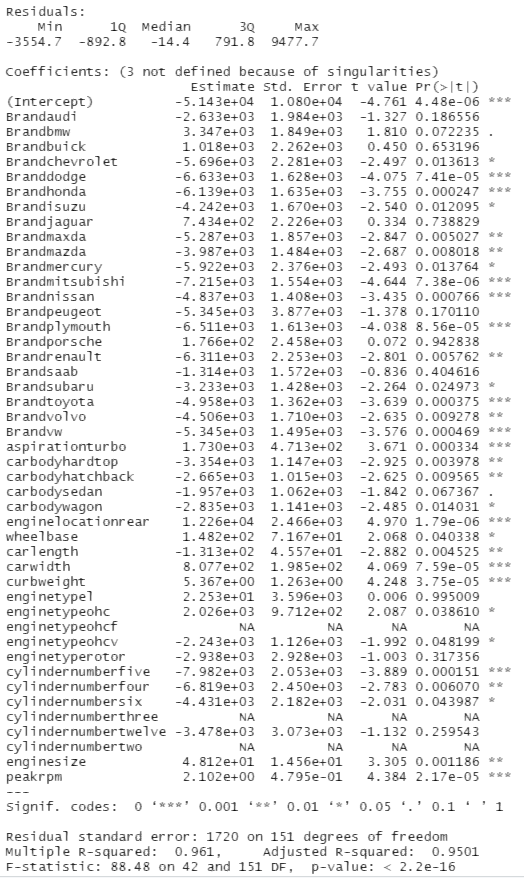 Residuals:
    Min      1Q  Median      3Q     Max
-3554.7  -892.8   -14.4   791.8  9477.7

Coefficients: (3 not defined because of singularities)
                       Estimate Std. Error t value Pr(>|t|)
(Intercept)          -5.143e+04  1.080e+04  -4.761 4.48e-06 ***
Brandaudi            -2.633e+03  1.984e+03  -1.327 0.186556
Brandbmw              3.347e+03  1.849e+03   1.810 0.072235 .
Brandbuick            1.018e+03  2.262e+03   0.450 0.653196
Brandchevrolet       -5.696e+03  2.281e+03  -2.497 0.013613 *
Branddodge           -6.633e+03  1.628e+03  -4.075 7.41e-05 ***
Brandhonda           -6.139e+03  1.635e+03  -3.755 0.000247 ***
Brandisuzu           -4.242e+03  1.670e+03  -2.540 0.012095 *
Brandjaguar           7.434e+02  2.226e+03   0.334 0.738829
Brandmaxda           -5.287e+03  1.857e+03  -2.847 0.005027 **
Brandmazda           -3.987e+03  1.484e+03  -2.687 0.008018 **
Brandmercury         -5.922e+03  2.376e+03  -2.493 0.013764 *
Brandmitsubishi      -7.215e+03  1.554e+03  -4.644 7.38e-06 ***
Brandnissan          -4.837e+03  1.408e+03  -3.435 0.000766 ***
Brandpeugeot         -5.345e+03  3.877e+03  -1.378 0.170110
Brandplymouth        -6.511e+03  1.613e+03  -4.038 8.56e-05 ***
Brandporsche          1.766e+02  2.458e+03   0.072 0.942838
Brandrenault         -6.311e+03  2.253e+03  -2.801 0.005762 **
Brandsaab            -1.314e+03  1.572e+03  -0.836 0.404616
Brandsubaru          -3.233e+03  1.428e+03  -2.264 0.024973 *
Brandtoyota          -4.958e+03  1.362e+03  -3.639 0.000375 ***
Brandvolvo           -4.506e+03  1.710e+03  -2.635 0.009278 **
Brandvw              -5.345e+03  1.495e+03  -3.576 0.000469 ***
aspirationturbo       1.730e+03  4.713e+02   3.671 0.000334 ***
carbodyhardtop       -3.354e+03  1.147e+03  -2.925 0.003978 **
carbodyhatchback     -2.665e+03  1.015e+03  -2.625 0.009565 **
carbodysedan         -1.957e+03  1.062e+03  -1.842 0.067367 .
carbodywagon         -2.835e+03  1.141e+03  -2.485 0.014031 *
enginelocationrear    1.226e+04  2.466e+03   4.970 1.79e-06 ***
wheelbase             1.482e+02  7.167e+01   2.068 0.040338 *
carlength            -1.313e+02  4.557e+01  -2.882 0.004525 **
carwidth              8.077e+02  1.985e+02   4.069 7.59e-05 ***
curbweight            5.367e+00  1.263e+00   4.248 3.75e-05 ***
enginetypel           2.253e+01  3.596e+03   0.006 0.995009
enginetypeohc         2.026e+03  9.712e+02   2.087 0.038610 *
enginetypeohcf               NA         NA      NA       NA
enginetypeohcv       -2.243e+03  1.126e+03  -1.992 0.048199 *
enginetyperotor      -2.938e+03  2.928e+03  -1.003 0.317356
cylindernumberfive   -7.982e+03  2.053e+03  -3.889 0.000151 ***
cylindernumberfour   -6.819e+03  2.450e+03  -2.783 0.006070 **
cylindernumbersix    -4.431e+03  2.182e+03  -2.031 0.043987 *
cylindernumberthree          NA         NA      NA       NA
cylindernumbertwelve -3.478e+03  3.073e+03  -1.132 0.259543
cylindernumbertwo            NA         NA      NA       NA
enginesize            4.812e+01  1.456e+01   3.305 0.001186 **
peakrpm               2.102e+00  4.795e-01   4.384 2.17e-05 ***
---
Signif. codes:  0 ‘***’ 0.001 ‘**’ 0.01 ‘*’ 0.05 ‘.’ 0.1 ‘ ’ 1

Residual standard error: 1720 on 151 degrees of freedom
Multiple R-squared:  0.961,     Adjusted R-squared:  0.9501
F-statistic: 88.48 on 42 and 151 DF,  p-value: < 2.2e-16